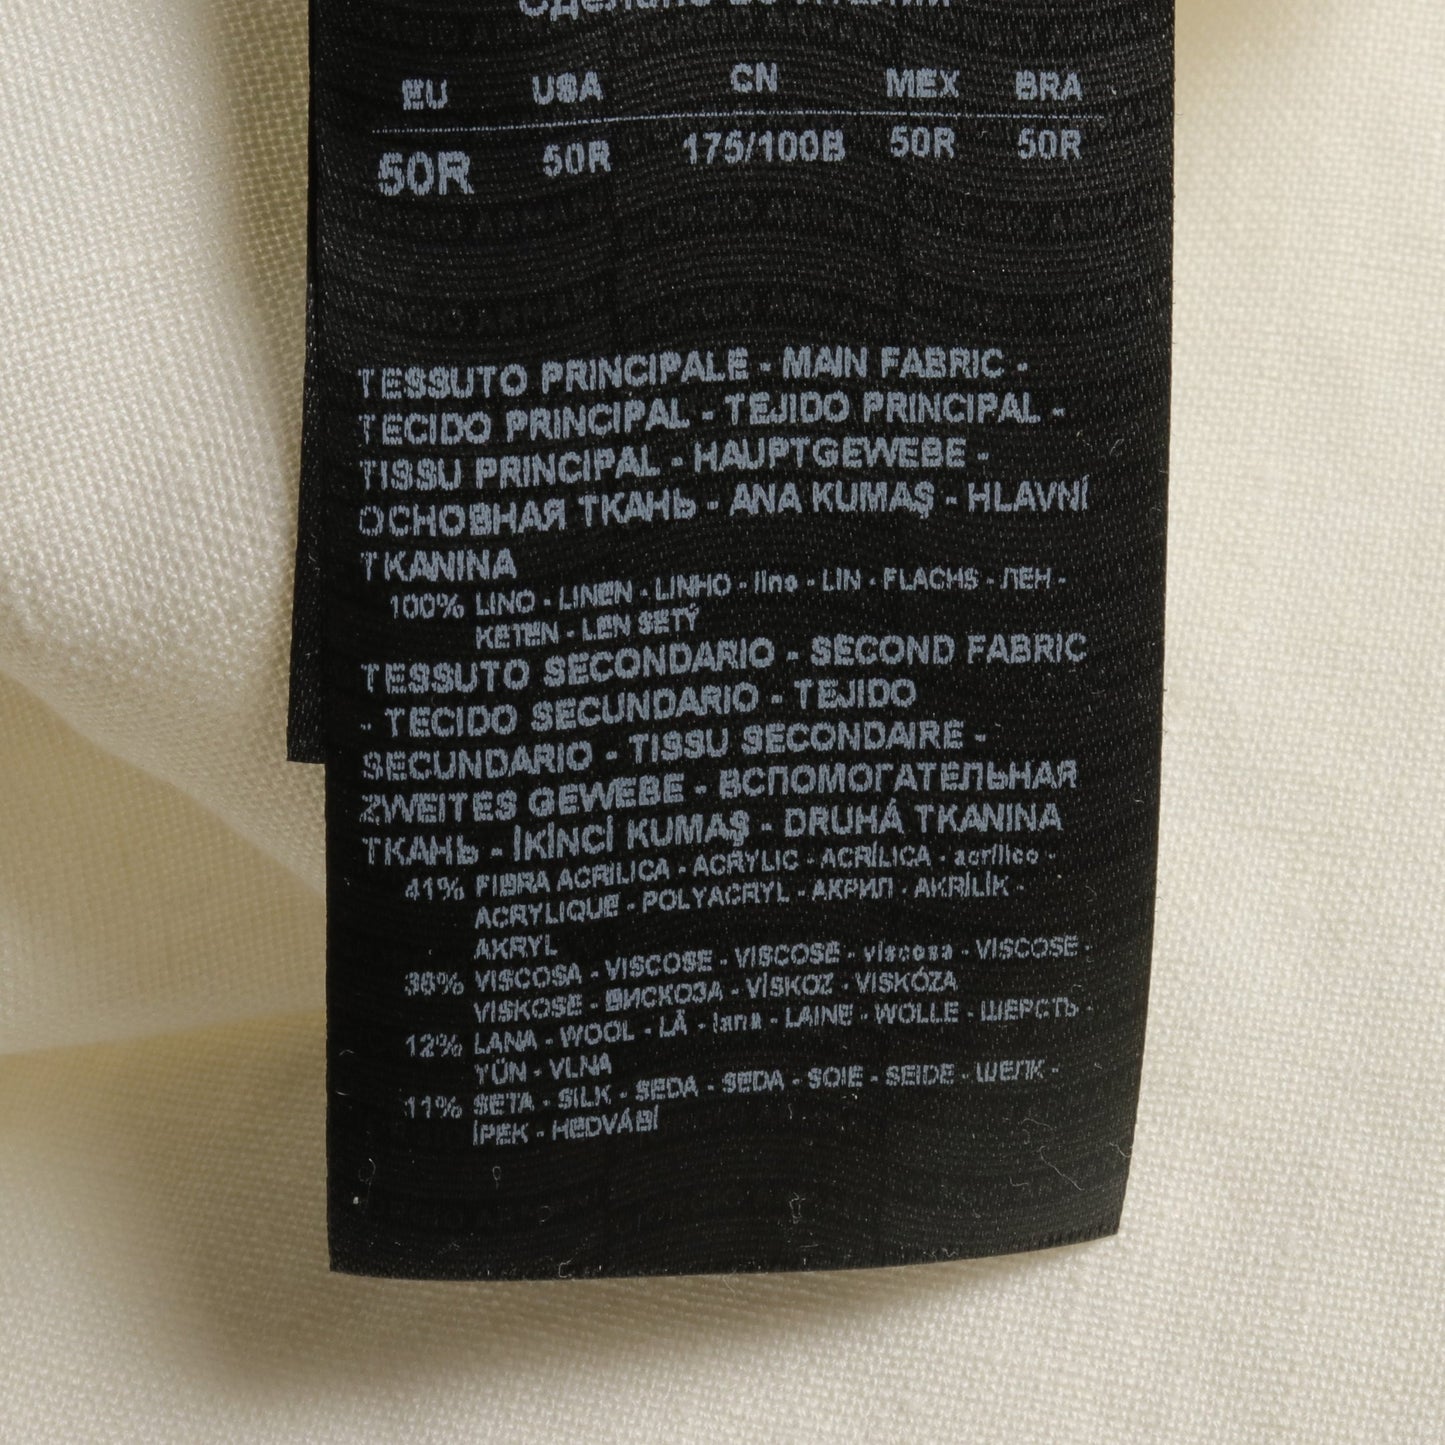 EU USA CN MEX BRA
50R 50R 175/100B 50R 50R
TESSUTO PRINCIPALE - MAIN FABRIC -
TECIDO PRINCIPAL - TEJIDO PRINCIPAL -
TISSU PRINCIPAL - HAUPTGEWEBE -
ОСНОВНАЯ ТКАНЬ - ANA KUMAŞ - HLAVNÍ
TKANINA
100% LINO - LINEN - LINHO - lino - LIN - FLACHS - ЛЕН -
KETEN - LEN SETÝ
TESSUTO SECONDARIO - SECOND FABRIC
- TECIDO SECUNDARIO - TEJIDO
SECUNDARIO - TISSU SECONDAIRE -
ZWEITES GEWEBE - ВСПОМОГАТЕЛЬНАЯ
ТКАНЬ - İKİNCİ KUMAŞ - DRUHÁ TKANINA
41% FIBRA ACRILICA - ACRYLIC - ACRÍLICA - acrílico -
ACRYLIQUE - POLYACRYL - АКРИЛ - AKRİLİK -
AKRYL
36% VISCOSA - VISCOSE - VISCOSE - viscosa - VISCOSE -
VISKOSE - ВИСКОЗА - VİSKOZ - VISKÓZA
12% LANA - WOOL - LÃ - lana - LAINE - WOLLE - ШЕРСТЬ -
YÜN - VLNA
11% SETA - SILK - SEDA - SEDA - SOIE - SEIDE - ШЕЛК -
İPEK - HEDVÁBÍ